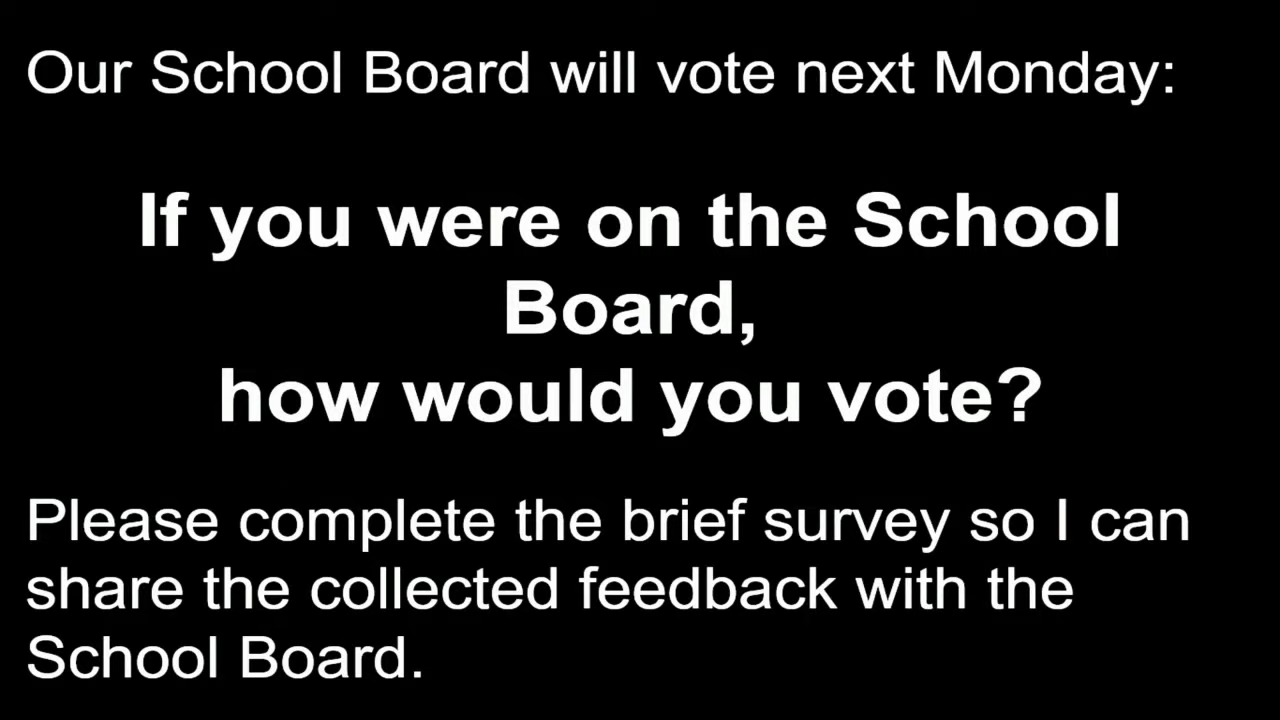 Our School Board will vote next Monday:
If you were on the School
Board,
how would you vote?
Please complete the brief survey so I can
share the collected feedback with the
School Board.